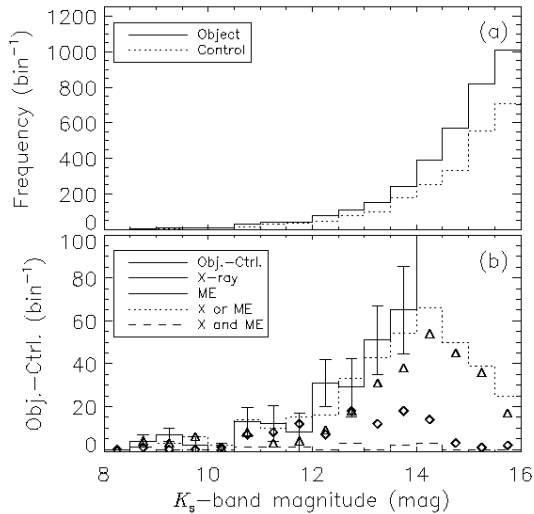 1200
1000
800
600
400
200
0
Frequency (bin⁻¹)
Object
Control
(a)
100
80
60
40
20
0
Obj.−Ctrl. (bin⁻¹)
Obj.−Ctrl.
X−ray
ME
X or ME
X and ME
(b)
8 10 12 14 16
Kₛ−band magnitude (mag)